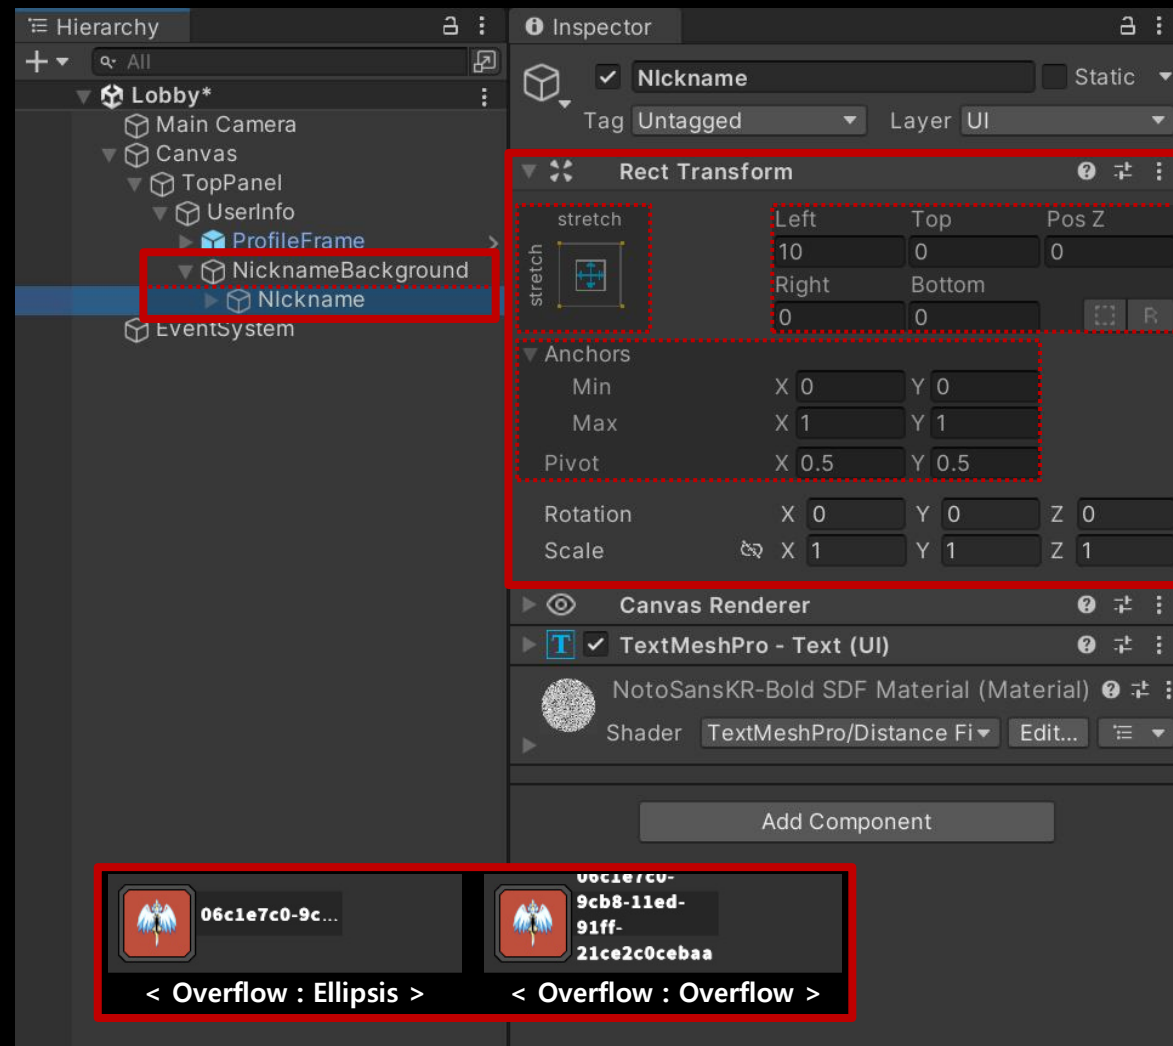 Hierarchy
All
Lobby*
Main Camera
Canvas
TopPanel
UserInfo
ProfileFrame
NicknameBackground
NIckname
EventSystem
Inspector
NIckname
Static
Tag Untagged Layer UI
Rect Transform
stretch
stretch
Left Top Pos Z
10 0 0
Right Bottom
0 0 R
Anchors
Min X 0 Y 0
Max X 1 Y 1
Pivot X 0.5 Y 0.5
Rotation X 0 Y 0 Z 0
Scale X 1 Y 1 Z 1
Canvas Renderer
T TextMeshPro - Text (UI)
NotoSansKR-Bold SDF Material (Material)
Shader TextMeshPro/Distance Fi Edit...
Add Component
06c1e7c0-9c...
< Overflow : Ellipsis >
06c1e7c0-
9cb8-11ed-
91ff-
21ce2c0cebaa
< Overflow : Overflow >